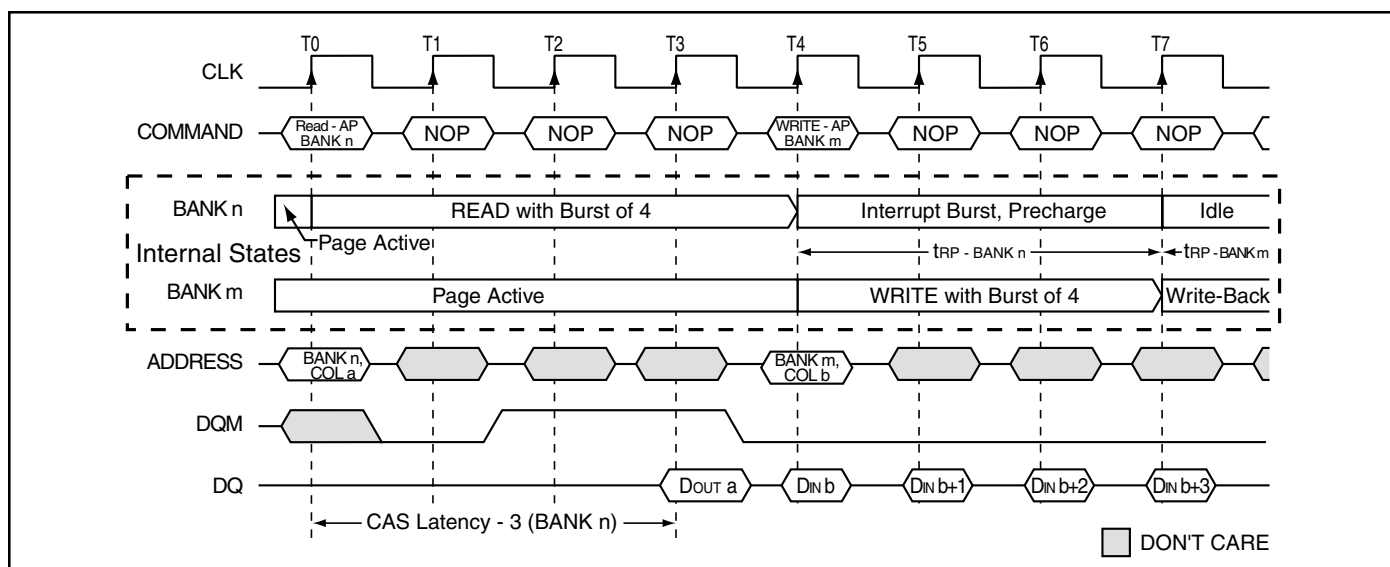 T0 T1 T2 T3 T4 T5 T6 T7
CLK
COMMAND Read - AP BANK n NOP NOP NOP WRITE - AP BANK m NOP NOP NOP
BANK n READ with Burst of 4 Interrupt Burst, Precharge Idle
Page Active
Internal States tRP - BANK n tRP - BANK m
BANK m Page Active WRITE with Burst of 4 Write-Back
ADDRESS BANK n, COL a BANK m, COL b
DQM
DQ DOUT a DIN b DIN b+1 DIN b+2 DIN b+3
CAS Latency - 3 (BANK n)
DON'T CARE